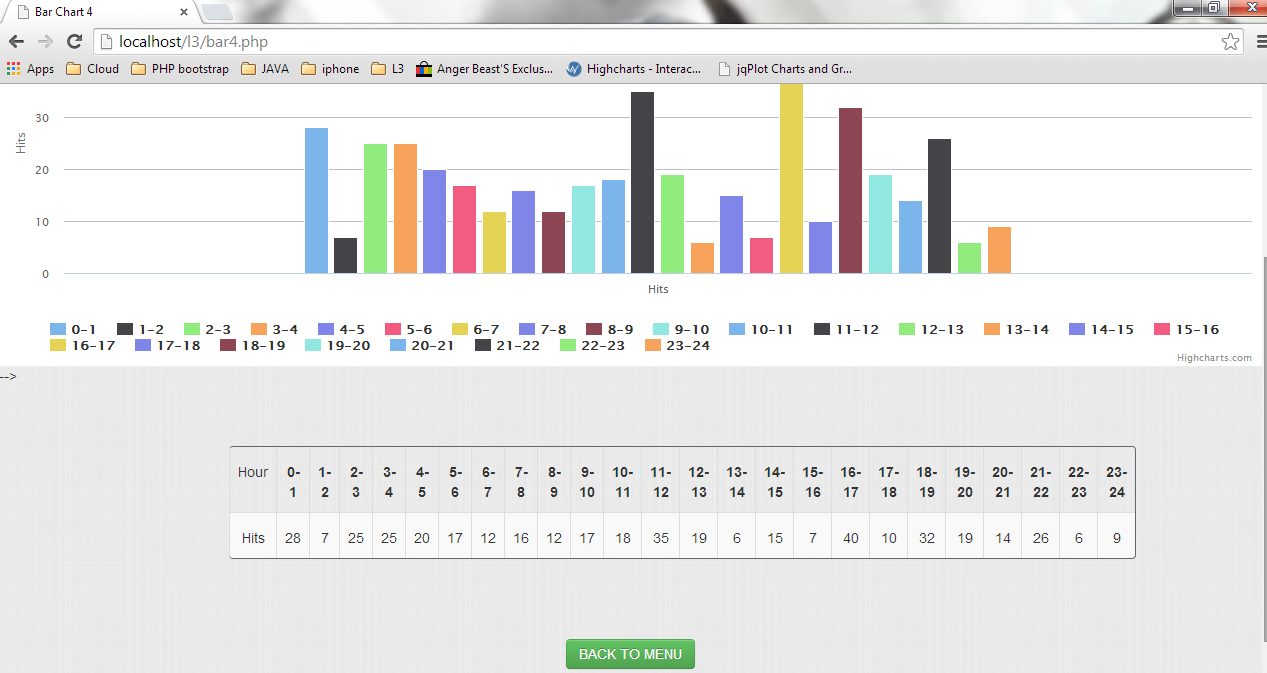 Bar Chart 4
localhost/l3/bar4.php
Apps Cloud PHP bootstrap JAVA iphone L3 Anger Beast'S Exclus... Highcharts - Interac... jqPlot Charts and Gr...
Hits
30
20
10
0
Hits
0-1 1-2 2-3 3-4 4-5 5-6 6-7 7-8 8-9 9-10 10-11 11-12 12-13 13-14 14-15 15-16
16-17 17-18 18-19 19-20 20-21 21-22 22-23 23-24
Highcharts.com
-->
Hour 0-1 1-2 2-3 3-4 4-5 5-6 6-7 7-8 8-9 9-10 10-11 11-12 12-13 13-14 14-15 15-16 16-17 17-18 18-19 19-20 20-21 21-22 22-23 23-24
Hits 28 7 25 25 20 17 12 16 12 17 18 35 19 6 15 7 40 10 32 19 14 26 6 9
BACK TO MENU